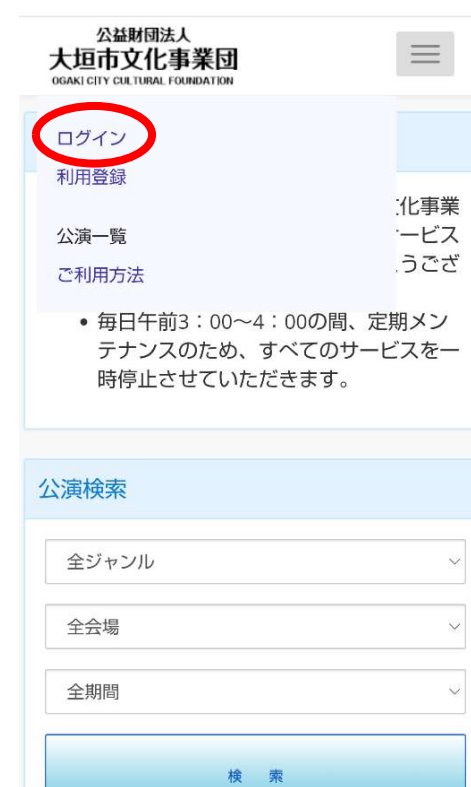 公益財団法人
大垣市文化事業団
OGAKI CITY CULTURAL FOUNDATION
ログイン
利用登録
化事業
公演一覧
ービス
うござ
ご利用方法
• 毎日午前3：00～4：00の間、定期メン
テナンスのため、すべてのサービスを一
時停止させていただきます。
公演検索
全ジャンル
全会場
全期間
検 索